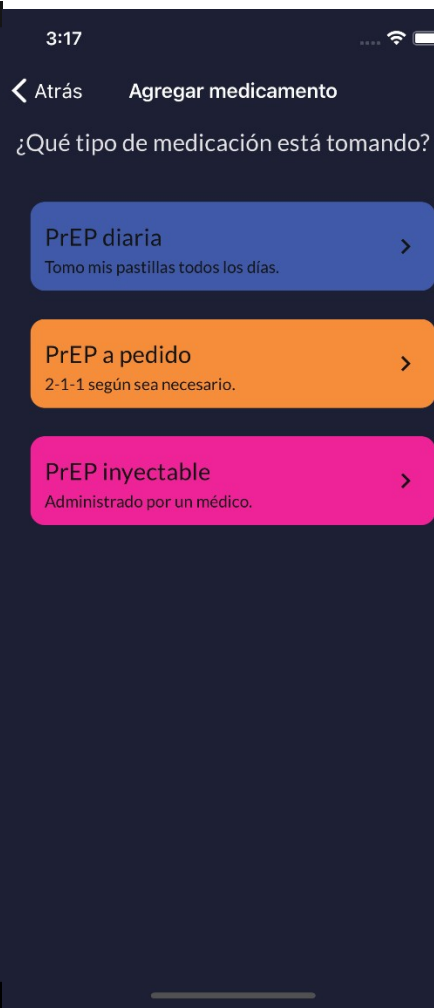 3:17
Atrás Agregar medicamento
¿Qué tipo de medicación está tomando?
PrEP diaria
Tomo mis pastillas todos los días.
PrEP a pedido
2-1-1 según sea necesario.
PrEP inyectable
Administrado por un médico.